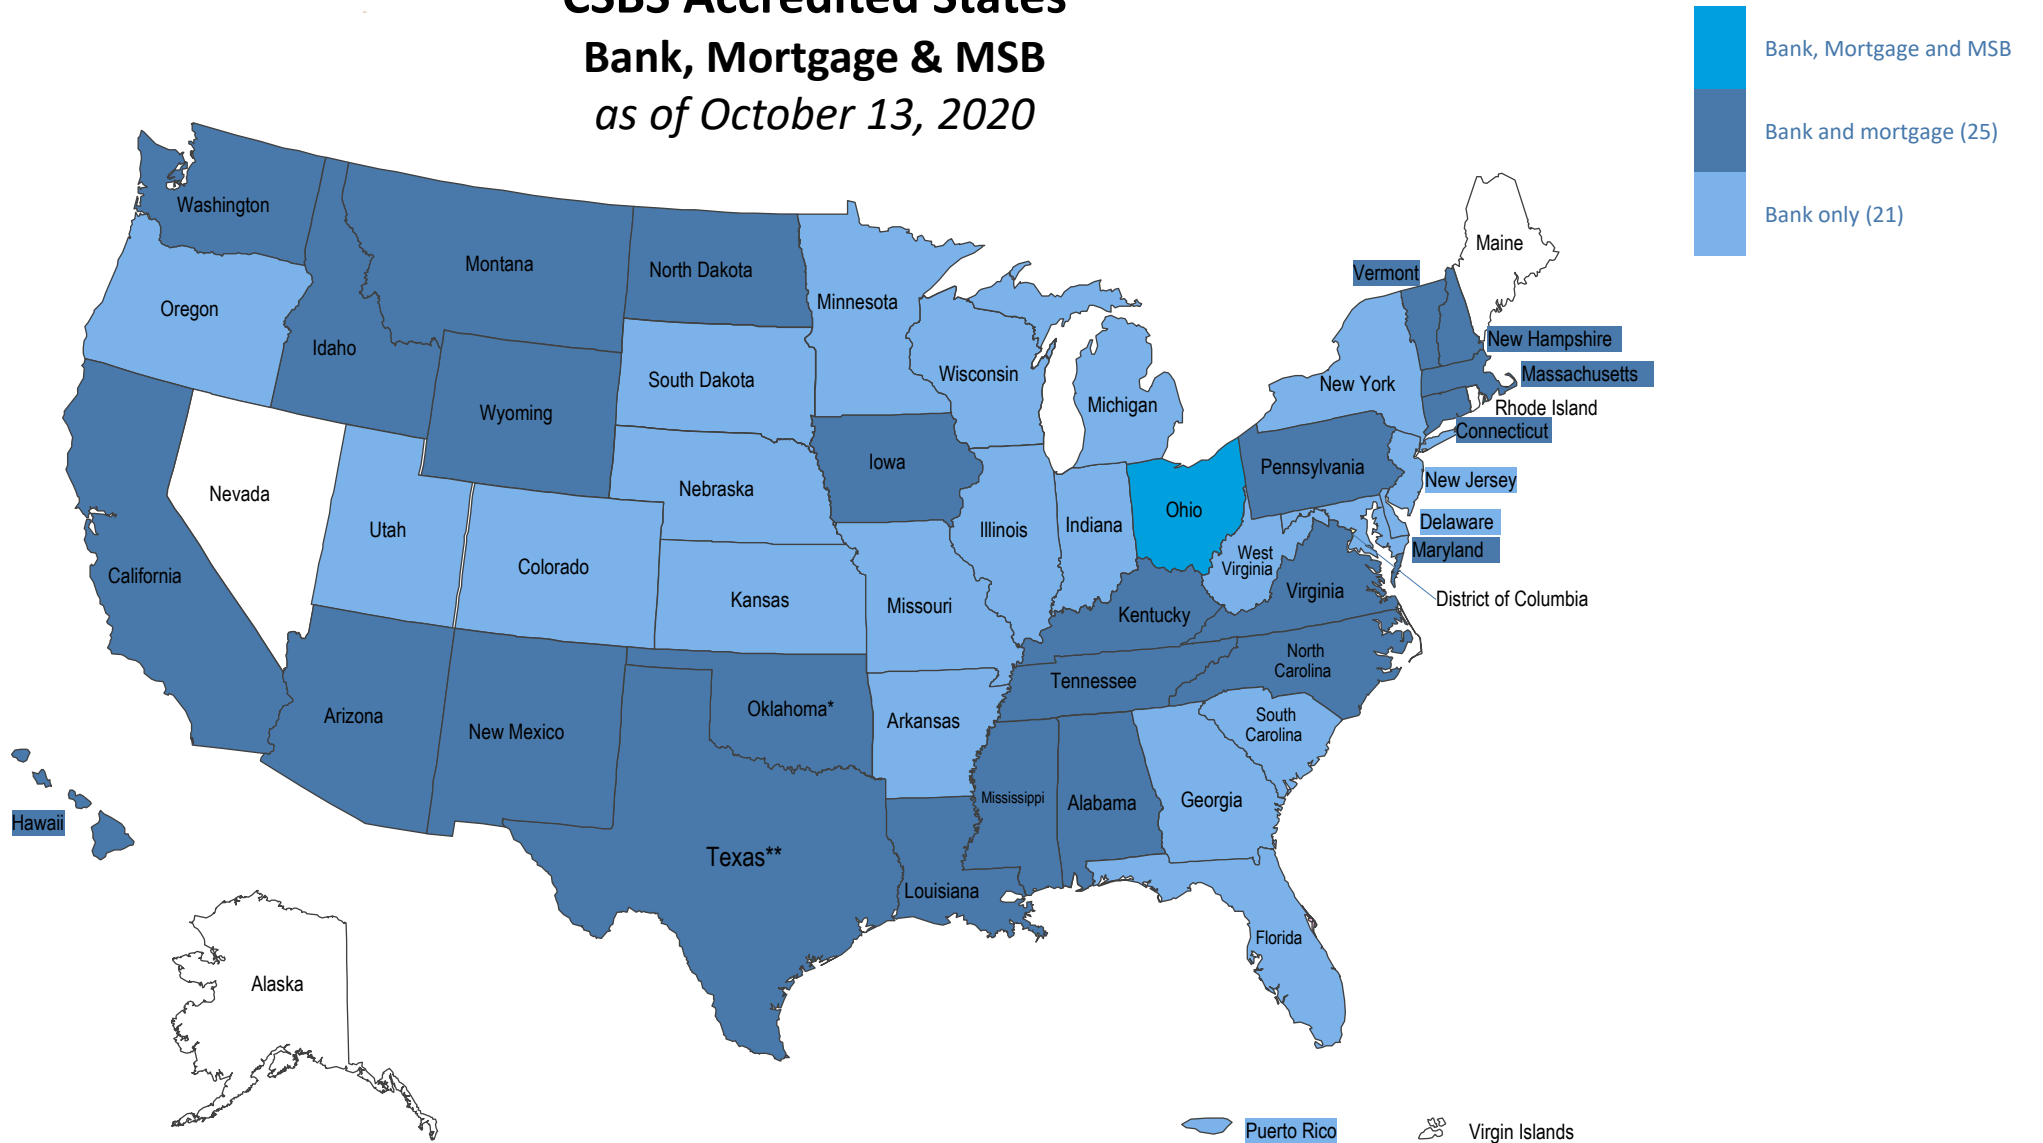 CSBS Accredited States
Bank, Mortgage & MSB
as of October 13, 2020
Bank, Mortgage and MSB
Bank and mortgage (25)
Bank only (21)
Washington
Oregon
Idaho
Montana
North Dakota
Minnesota
Wyoming
South Dakota
Wisconsin
Michigan
Iowa
Nebraska
Nevada
Utah
Colorado
California
Kansas
Missouri
Illinois
Indiana
Ohio
Pennsylvania
New York
Vermont
Maine
New Hampshire
Massachusetts
Rhode Island
Connecticut
New Jersey
Delaware
Maryland
District of Columbia
West
Virginia
Virginia
Kentucky
North
Carolina
Tennessee
South
Carolina
Arizona
New Mexico
Oklahoma*
Arkansas
Mississippi
Alabama
Georgia
Texas**
Louisiana
Florida
Hawaii
Alaska
Puerto Rico
Virgin Islands